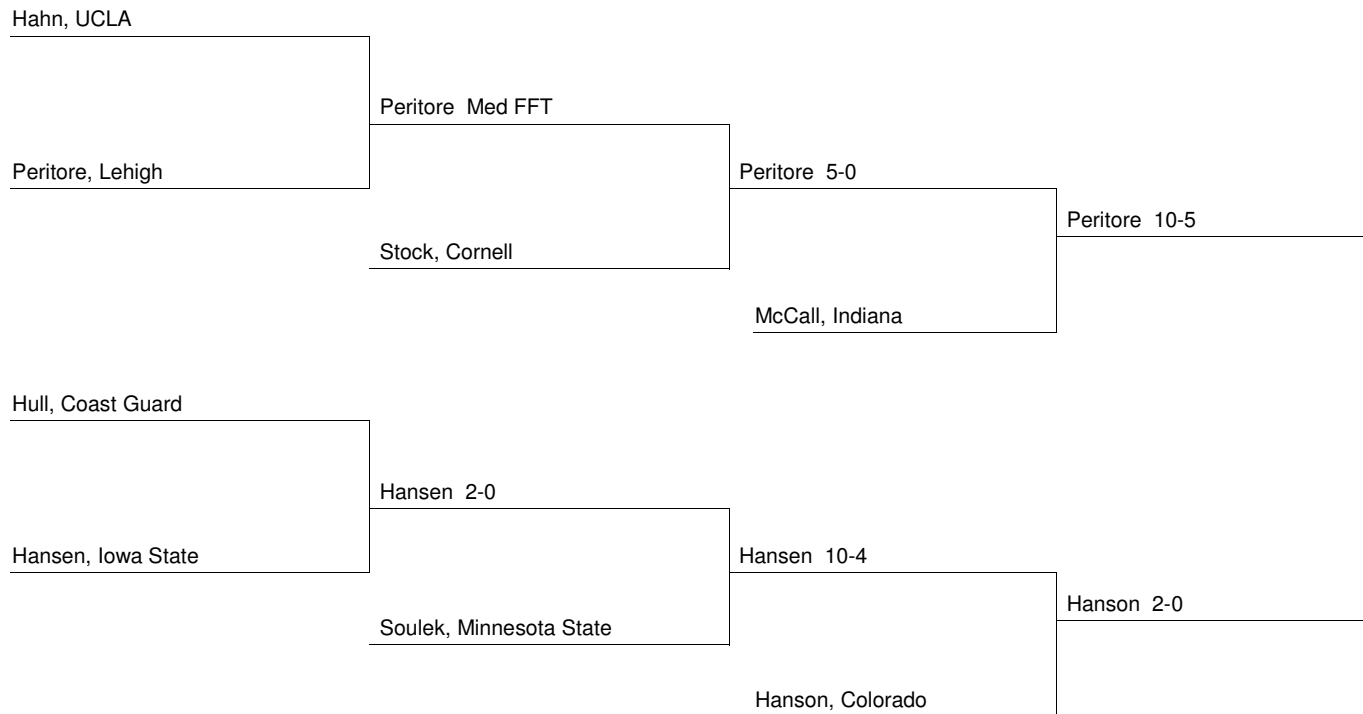 Hahn, UCLA
Peritore  Med FFT
Peritore, Lehigh
Peritore  5-0
Peritore  10-5
Stock, Cornell
McCall, Indiana
Hull, Coast Guard
Hansen  2-0
Hansen, Iowa State
Hansen  10-4
Hanson  2-0
Soulek, Minnesota State
Hanson, Colorado